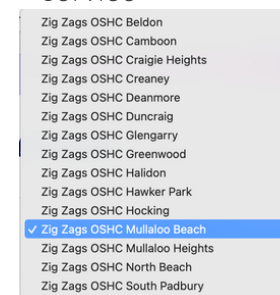 Zig Zags OSHC Beldon
Zig Zags OSHC Camboon
Zig Zags OSHC Craigie Heights
Zig Zags OSHC Creaney
Zig Zags OSHC Deanmore
Zig Zags OSHC Duncraig
Zig Zags OSHC Glengarry
Zig Zags OSHC Greenwood
Zig Zags OSHC Halidon
Zig Zags OSHC Hawker Park
Zig Zags OSHC Hocking
✓ Zig Zags OSHC Mullaloo Beach
Zig Zags OSHC Mullaloo Heights
Zig Zags OSHC North Beach
Zig Zags OSHC South Padbury